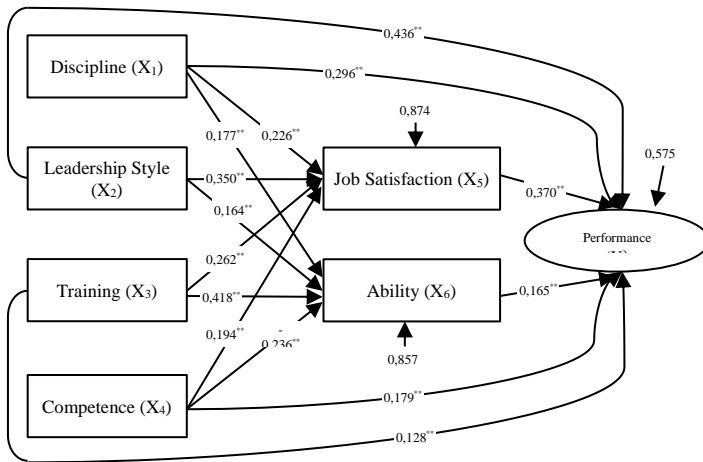 0,436**
Discipline (X1)
0,296**
0,874
0,177**
0,226**
0,575
Leadership Style
(X2)
0,350**
Job Satisfaction (X5)
0,370**
0,164**
Performance
0,262**
Training (X3)
0,418**
Ability (X6)
0,165**
0,194**
-
0,236**
0,857
Competence (X4)
0,179**
0,128**